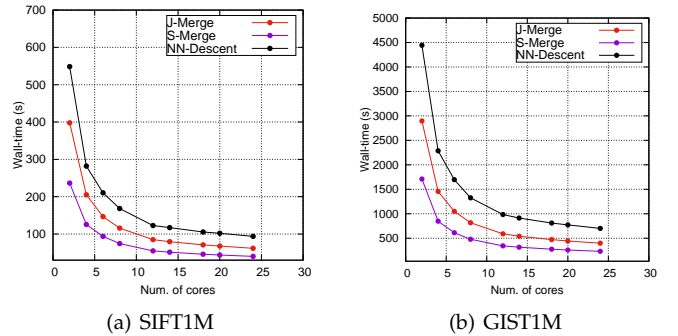 700
600
500
400
300
200
100
Wall-time (s)
0 5 10 15 20 25 30
Num. of cores
J-Merge
S-Merge
NN-Descent
(a) SIFT1M
5000
4500
4000
3500
3000
2500
2000
1500
1000
500
Wall-time (s)
0 5 10 15 20 25 30
Num. of cores
J-Merge
S-Merge
NN-Descent
(b) GIST1M